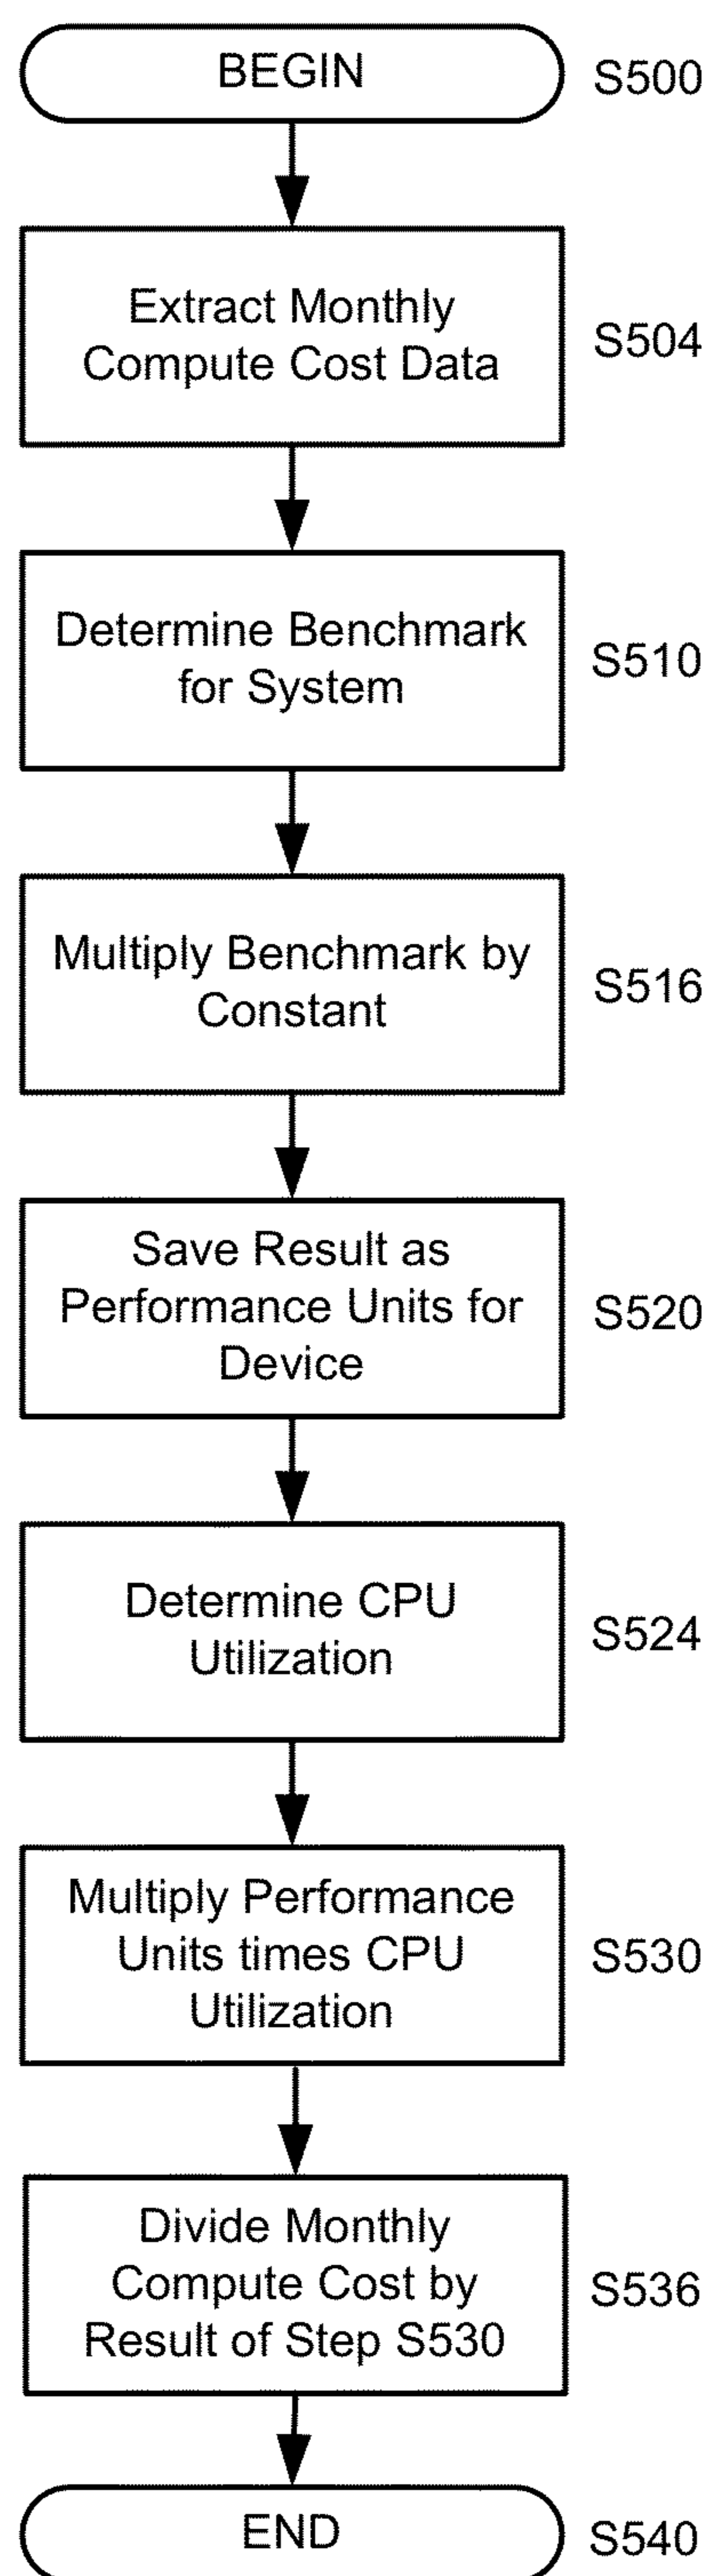 BEGIN
S500
Extract Monthly
Compute Cost Data
S504
Determine Benchmark
for System
S510
Multiply Benchmark by
Constant
S516
Save Result as
Performance Units for
Device
S520
Determine CPU
Utilization
S524
Multiply Performance
Units times CPU
Utilization
S530
Divide Monthly
Compute Cost by
Result of Step S530
S536
END
S540